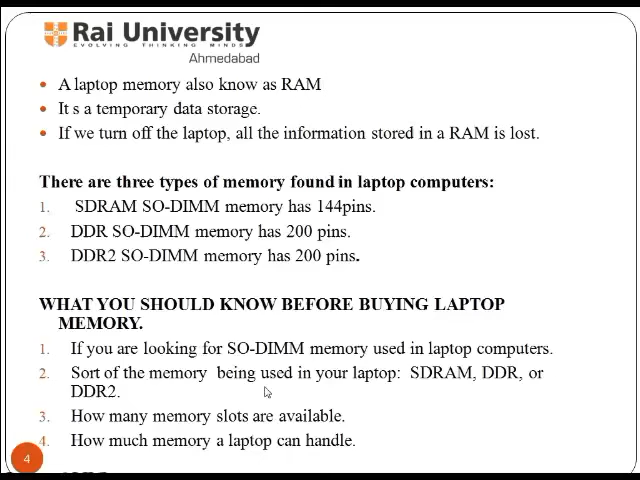 Rai University
EVOLVING THINKING MINDS
Ahmedabad
• A laptop memory also know as RAM
• It s a temporary data storage.
• If we turn off the laptop, all the information stored in a RAM is lost.
There are three types of memory found in laptop computers:
1. SDRAM SO-DIMM memory has 144pins.
2. DDR SO-DIMM memory has 200 pins.
3. DDR2 SO-DIMM memory has 200 pins.
WHAT YOU SHOULD KNOW BEFORE BUYING LAPTOP
MEMORY.
1. If you are looking for SO-DIMM memory used in laptop computers.
2. Sort of the memory being used in your laptop: SDRAM, DDR, or
DDR2.
3. How many memory slots are available.
4. How much memory a laptop can handle.
4